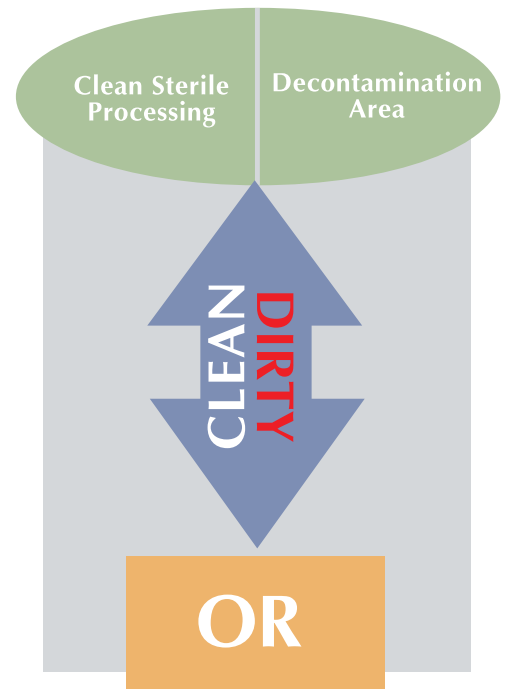 Clean Sterile
Processing
Decontamination
Area
CLEAN
DIRTY
OR